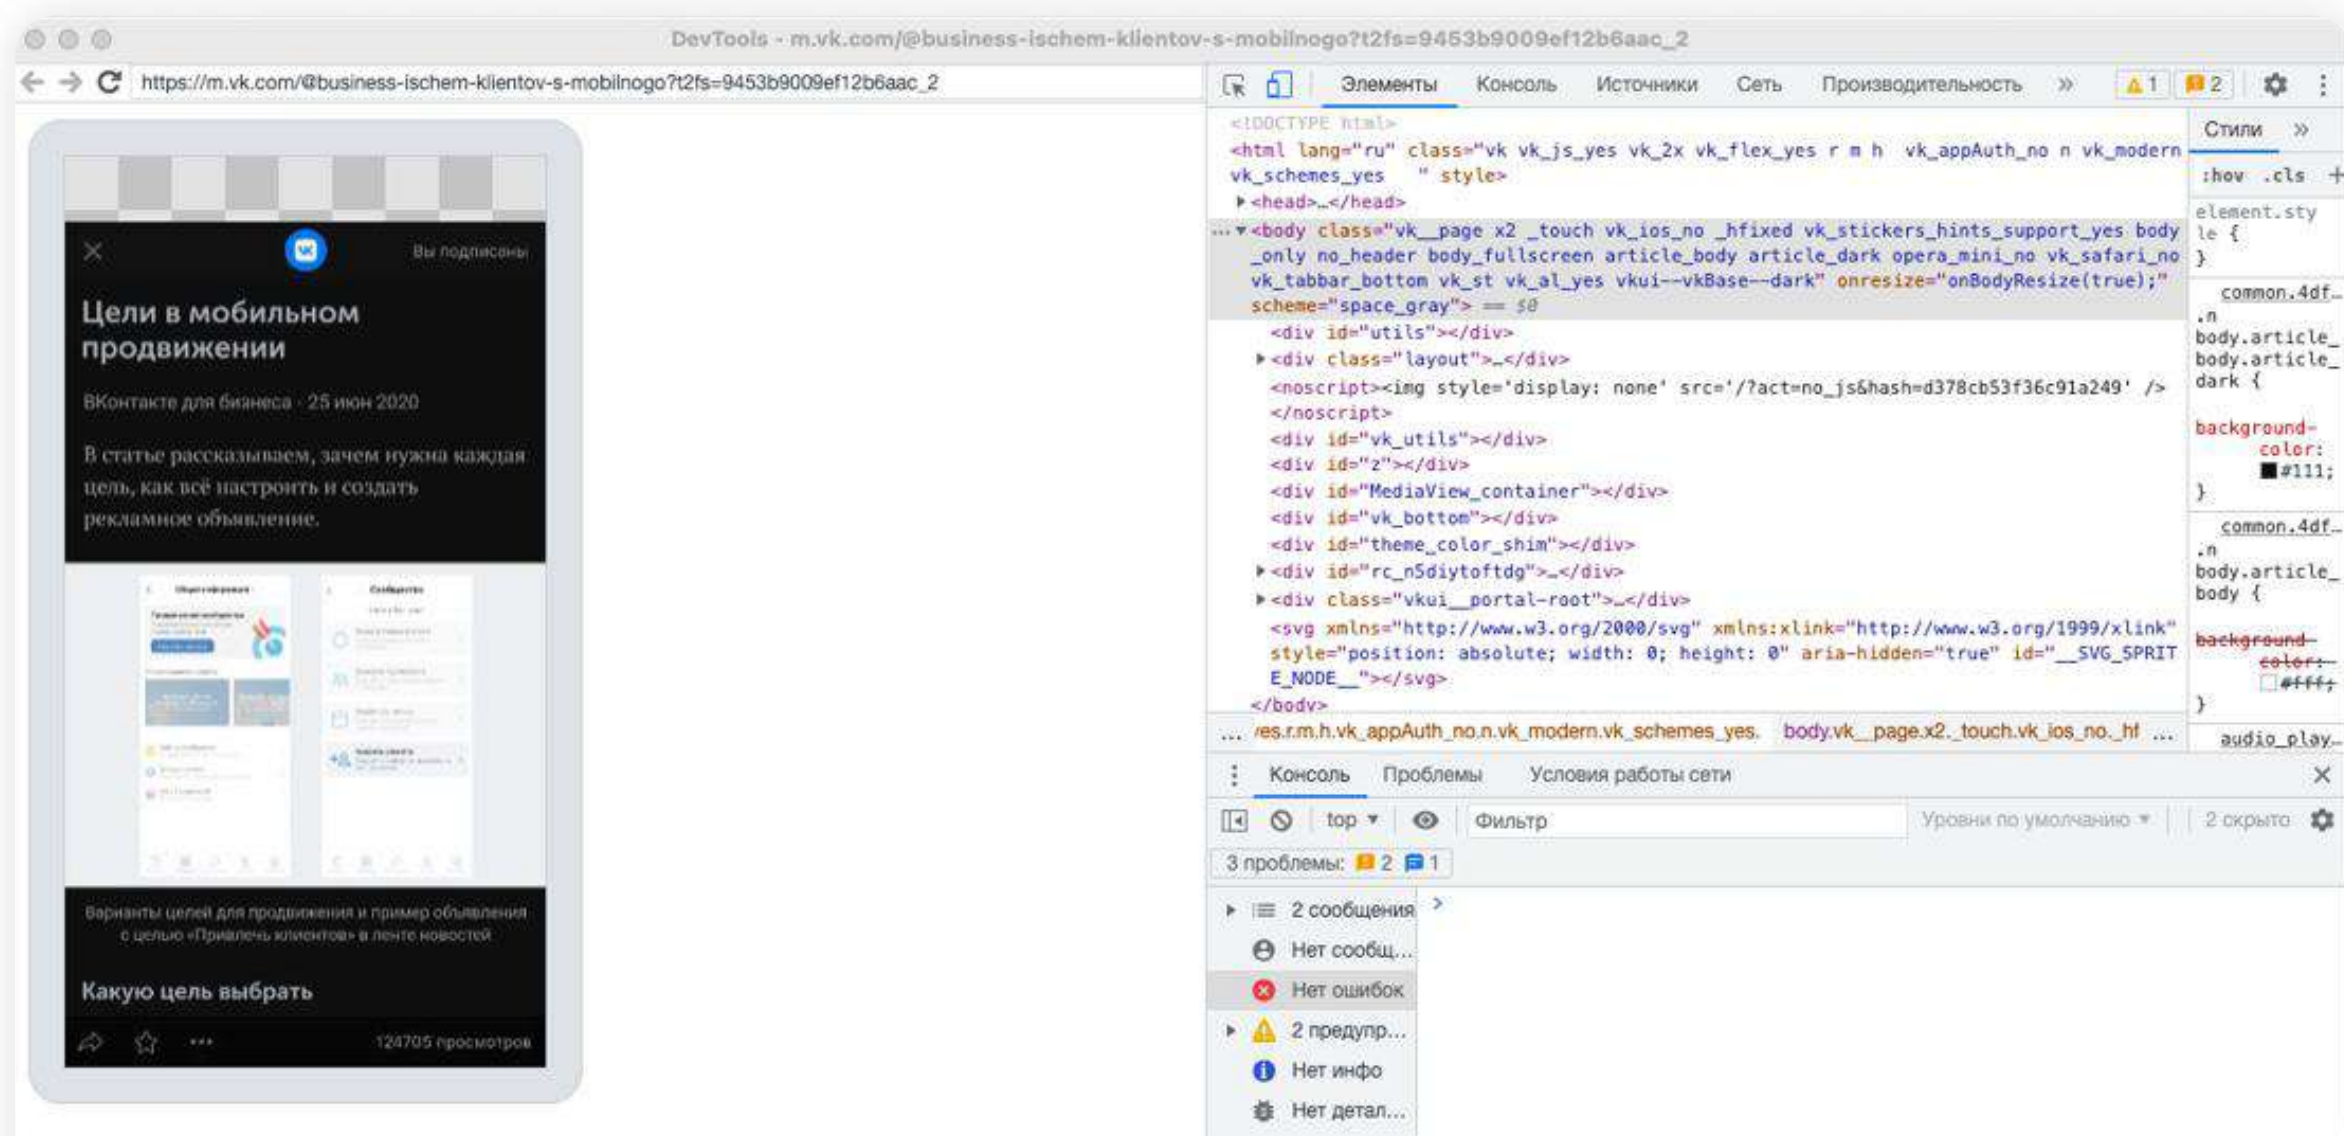 DevTools - m.vk.com/@business-ischem-klientov-s-mobilnogo?t2fs=9453b9009ef12b6aac_2
https://m.vk.com/@business-ischem-klientov-s-mobilnogo?t2fs=9453b9009ef12b6aac_2
Вы подписаны
Цели в мобильном
продвижении
ВКонтакте для бизнеса · 25 июн 2020
В статье рассказываем, зачем нужна каждая
цель, как всё настроить и создать
рекламное объявление.
Сообщество
Варианты целей для продвижения и пример объявления
с целью «Привлечь клиентов» в ленте новостей
Какую цель выбрать
124705 просмотров
Элементы Консоль Источники Сеть Производительность » 1 2
<!DOCTYPE html>
<html lang="ru" class="vk vk_js_yes vk_2x vk_flex_yes r m h  vk_appAuth_no n vk_modern
vk_schemes_yes   " style>
<head>…</head>
…<body class="vk__page x2 _touch vk_ios_no _hfixed vk_stickers_hints_support_yes body
_only no_header body_fullscreen article_body article_dark opera_mini_no vk_safari_no
vk_tabbar_bottom vk_st vk_al_yes vkui--vkBase--dark" onresize="onBodyResize(true);"
scheme="space_gray"> == $0
<div id="utils"></div>
<div class="layout">…</div>
<noscript><img style='display: none' src='/?act=no_js&hash=d378cb53f36c91a249' />
</noscript>
<div id="vk_utils"></div>
<div id="z"></div>
<div id="MediaView_container"></div>
<div id="vk_bottom"></div>
<div id="theme_color_shim"></div>
<div id="rc_n5diytoftdg">…</div>
<div class="vkui__portal-root">…</div>
<svg xmlns="http://www.w3.org/2000/svg" xmlns:xlink="http://www.w3.org/1999/xlink"
style="position: absolute; width: 0; height: 0" aria-hidden="true" id="__SVG_SPRIT
E_NODE__"></svg>
</body>
... res.r.m.h.vk_appAuth_no.n.vk_modern.vk_schemes_yes. body.vk__page.x2._touch.vk_ios_no._hf ...
Стили »
:hov .cls +
element.sty
le {
}
common.4df…
.n
body.article_
body.article_
dark {
background-
color:
#111;
}
common.4df…
.n
body.article_
body {
background-
color:
#fff;
}
audio_play…
Консоль Проблемы Условия работы сети
top Фильтр Уровни по умолчанию 2 скрыто
3 проблемы: 2 1
2 сообщения
Нет сообщ...
Нет ошибок
2 предупр...
Нет инфо
Нет детал...
>